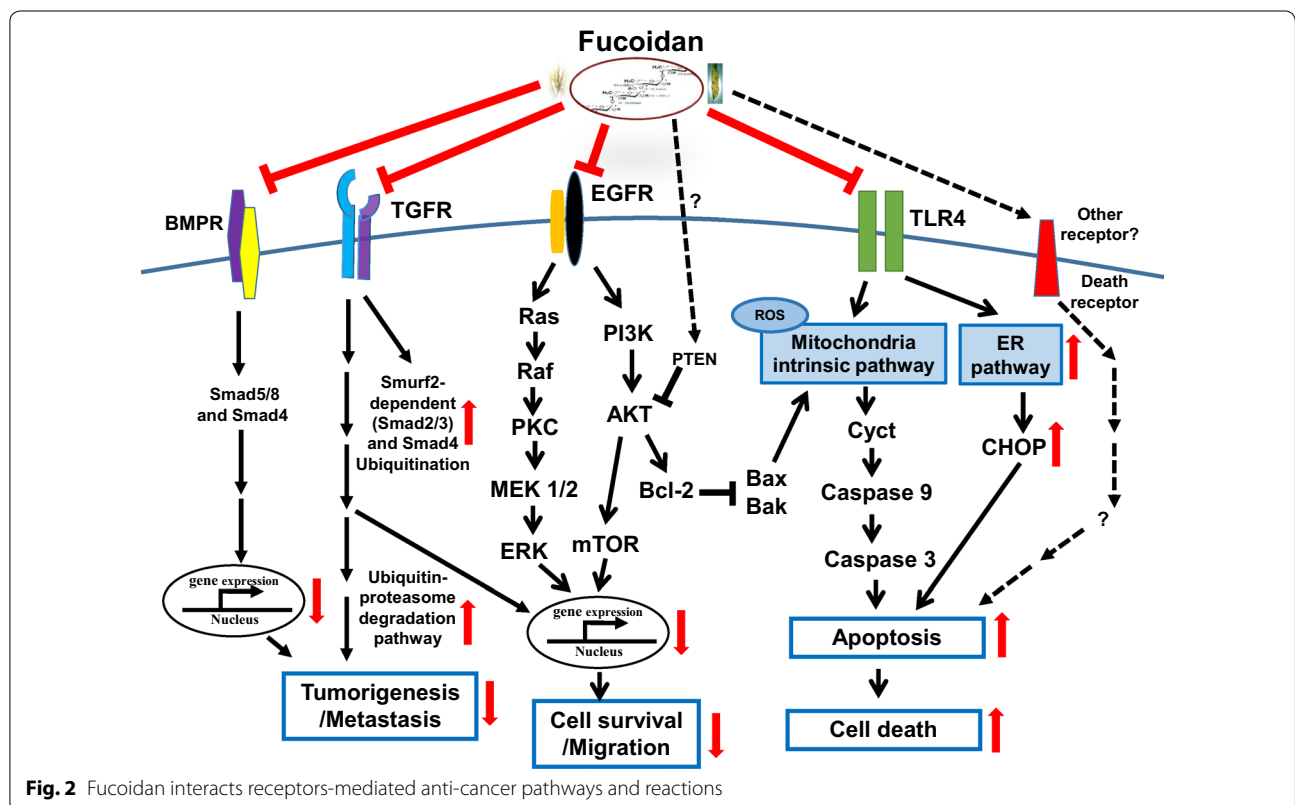 Fucoidan
BMPR
TGFR
EGFR
?
TLR4
Other
receptor?
Death
receptor
Smad5/8
and Smad4
Smurf2-
dependent
(Smad2/3)
and Smad4
Ubiquitination
Ras
Raf
PKC
MEK 1/2
ERK
PI3K
AKT
mTOR
PTEN
Bcl-2
Bax
Bak
ROS
Mitochondria
intrinsic pathway
ER
pathway
Cyct
Caspase 9
Caspase 3
CHOP
?
gene expression
Nucleus
Ubiquitin-
proteasome
degradation
pathway
gene expression
Nucleus
Tumorigenesis
/Metastasis
Cell survival
/Migration
Apoptosis
Cell death
Fig. 2 Fucoidan interacts receptors-mediated anti-cancer pathways and reactions